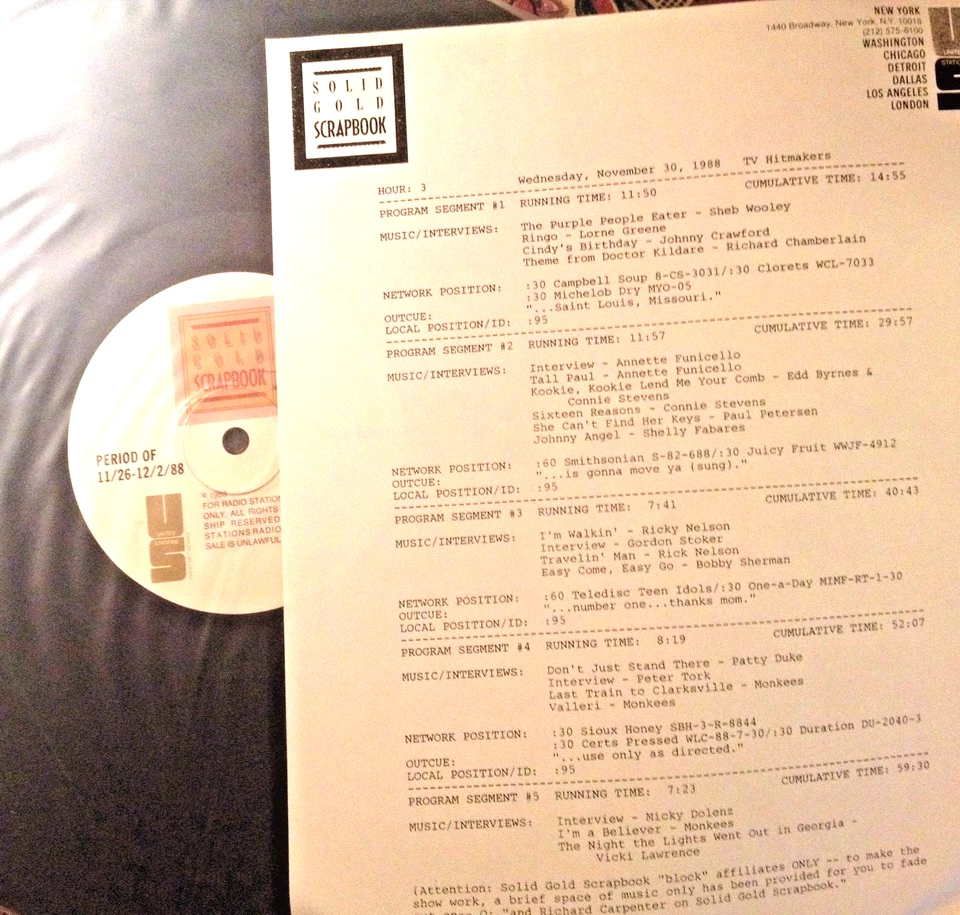 NEW YORK
1440 Broadway, New York, N.Y. 10018
(212) 575-6100
WASHINGTON
CHICAGO
DETROIT
DALLAS
LOS ANGELES
LONDON
SOLID
GOLD
SCRAPBOOK
HOUR: 3 Wednesday, November 30, 1988 TV Hitmakers
PROGRAM SEGMENT #1 RUNNING TIME: 11:50 CUMULATIVE TIME: 14:55
MUSIC/INTERVIEWS: The Purple People Eater - Sheb Wooley
Ringo - Lorne Greene
Cindy's Birthday - Johnny Crawford
Theme from Doctor Kildare - Richard Chamberlain
NETWORK POSITION: :30 Campbell Soup 8-CS-3031/:30 Clorets WCL-7033
:30 Michelob Dry MYO-05
OUTCUE: "...Saint Louis, Missouri."
LOCAL POSITION/ID: :95
PROGRAM SEGMENT #2 RUNNING TIME: 11:57 CUMULATIVE TIME: 29:57
MUSIC/INTERVIEWS: Interview - Annette Funicello
Tall Paul - Annette Funicello
Kookie, Kookie Lend Me Your Comb - Edd Byrnes &
Connie Stevens
Sixteen Reasons - Connie Stevens
She Can't Find Her Keys - Paul Petersen
Johnny Angel - Shelly Fabares
NETWORK POSITION: :60 Smithsonian S-82-688/:30 Juicy Fruit WWJF-4912
OUTCUE: "...is gonna move ya (sung)."
LOCAL POSITION/ID: :95
PROGRAM SEGMENT #3 RUNNING TIME: 7:41 CUMULATIVE TIME: 40:43
MUSIC/INTERVIEWS: I'm Walkin' - Ricky Nelson
Interview - Gordon Stoker
Travelin' Man - Rick Nelson
Easy Come, Easy Go - Bobby Sherman
NETWORK POSITION: :60 Teledisc Teen Idols/:30 One-a-Day MIMF-RT-1-30
OUTCUE: "...number one...thanks mom."
LOCAL POSITION/ID: :95
PROGRAM SEGMENT #4 RUNNING TIME: 8:19 CUMULATIVE TIME: 52:07
MUSIC/INTERVIEWS: Don't Just Stand There - Patty Duke
Interview - Peter Tork
Last Train to Clarksville - Monkees
Valleri - Monkees
NETWORK POSITION: :30 Sioux Honey SBH-3-R-8844
:30 Certs Pressed WLC-88-7-30/:30 Duration DU-2040-3
OUTCUE: "...use only as directed."
LOCAL POSITION/ID: :95
PROGRAM SEGMENT #5 RUNNING TIME: 7:23 CUMULATIVE TIME: 59:30
MUSIC/INTERVIEWS: Interview - Micky Dolenz
I'm a Believer - Monkees
The Night the Lights Went Out in Georgia -
Vicki Lawrence
(Attention: Solid Gold Scrapbook "block" affiliates ONLY -- to make the
show work, a brief space of music only has been provided for you to fade
"and Richard Carpenter on Solid Gold Scrapbook."
SOLID
GOLD
SCRAPBOOK
PERIOD OF
11/26-12/2/88
US
FOR RADIO STATION
ONLY. ALL RIGHTS
SHIP RESERVED
STATIONS RADIO
SALE IS UNLAWFUL